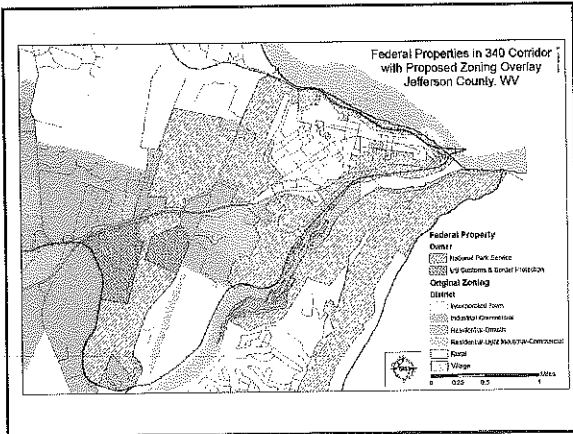 Federal Properties in 340 Corridor
with Proposed Zoning Overlay
Jefferson County, WV
Federal Property
Owner
National Park Service
US Customs & Border Protection
Original Zoning
District
Incorporated Town
Industrial-Commercial
Residential-Growth
Residential-Light Industrial-Commercial
Rural
Village
Miles
0 0.25 0.5 1